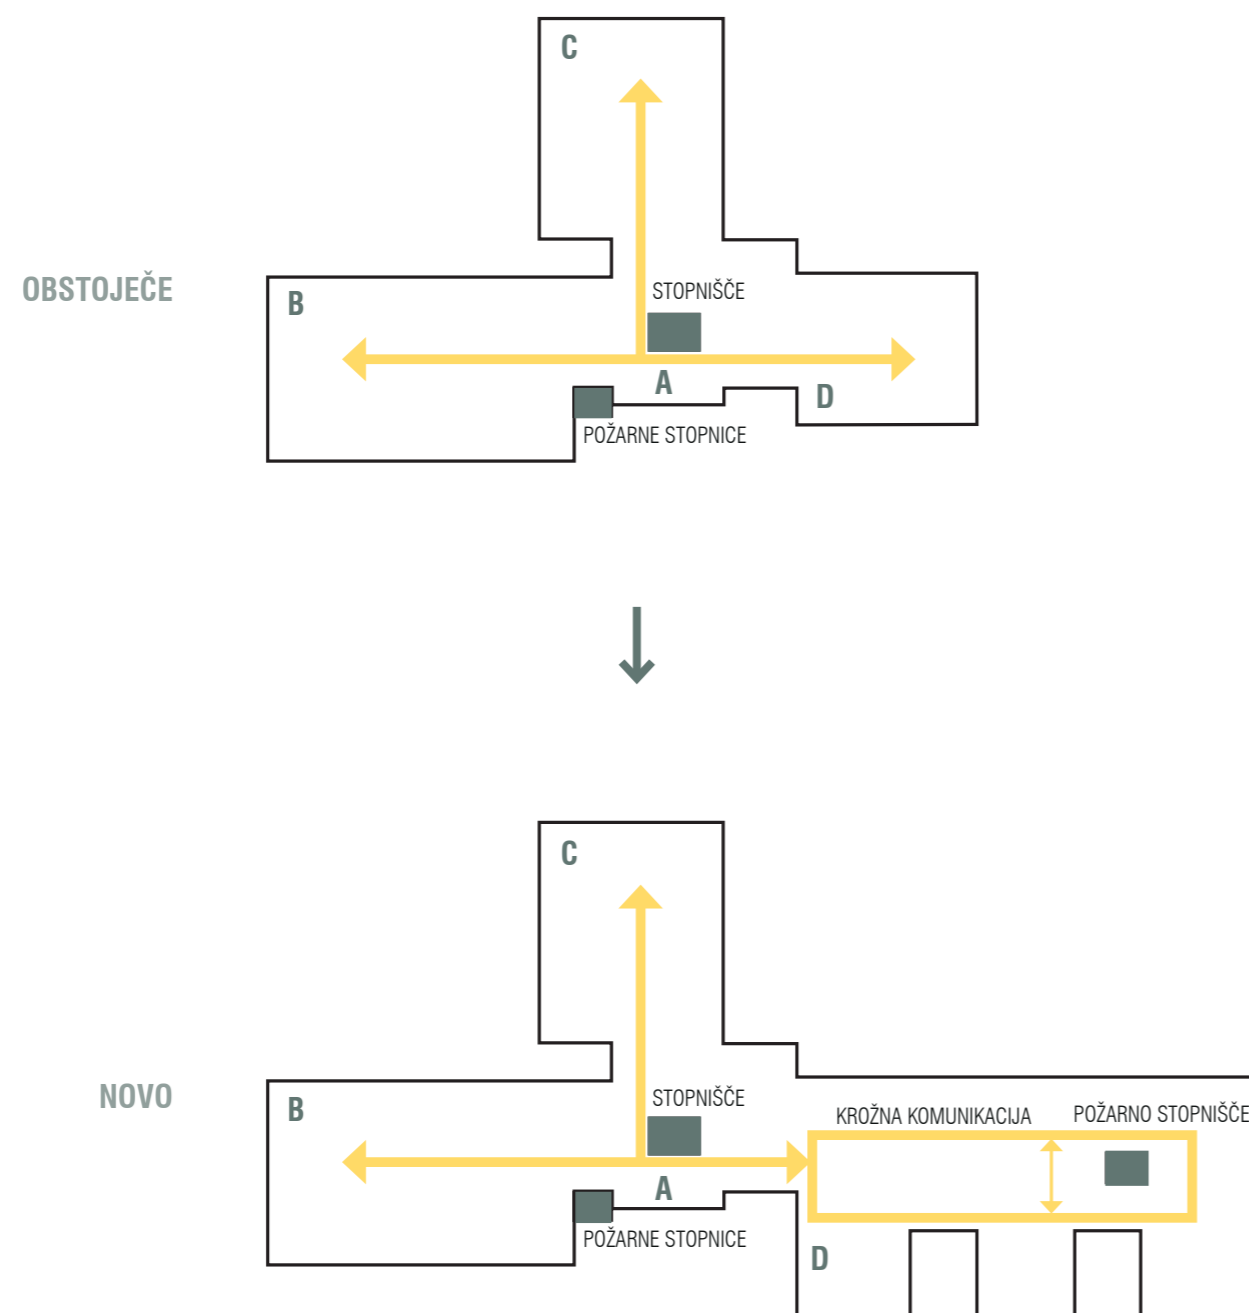 C
OBSTOJEČE
B
STOPNIŠČE
A
D
POŽARNE STOPNICE
C
NOVO
B
STOPNIŠČE
KROŽNA KOMUNIKACIJA
POŽARNO STOPNIŠČE
A
POŽARNE STOPNICE
D